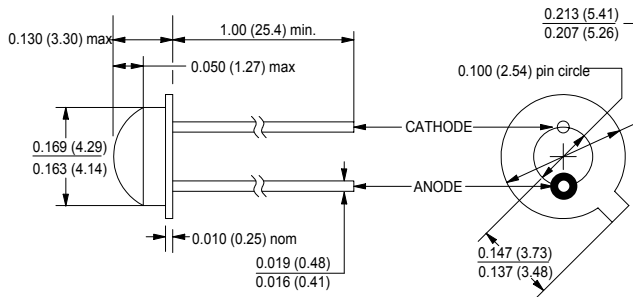 0.213 (5.41)
0.207 (5.26)
1.00 (25.4) min.
0.130 (3.30) max
0.050 (1.27) max
0.100 (2.54) pin circle
CATHODE
0.169 (4.29)
0.163 (4.14)
ANODE
0.010 (0.25) nom
0.019 (0.48)
0.016 (0.41)
0.147 (3.73)
0.137 (3.48)